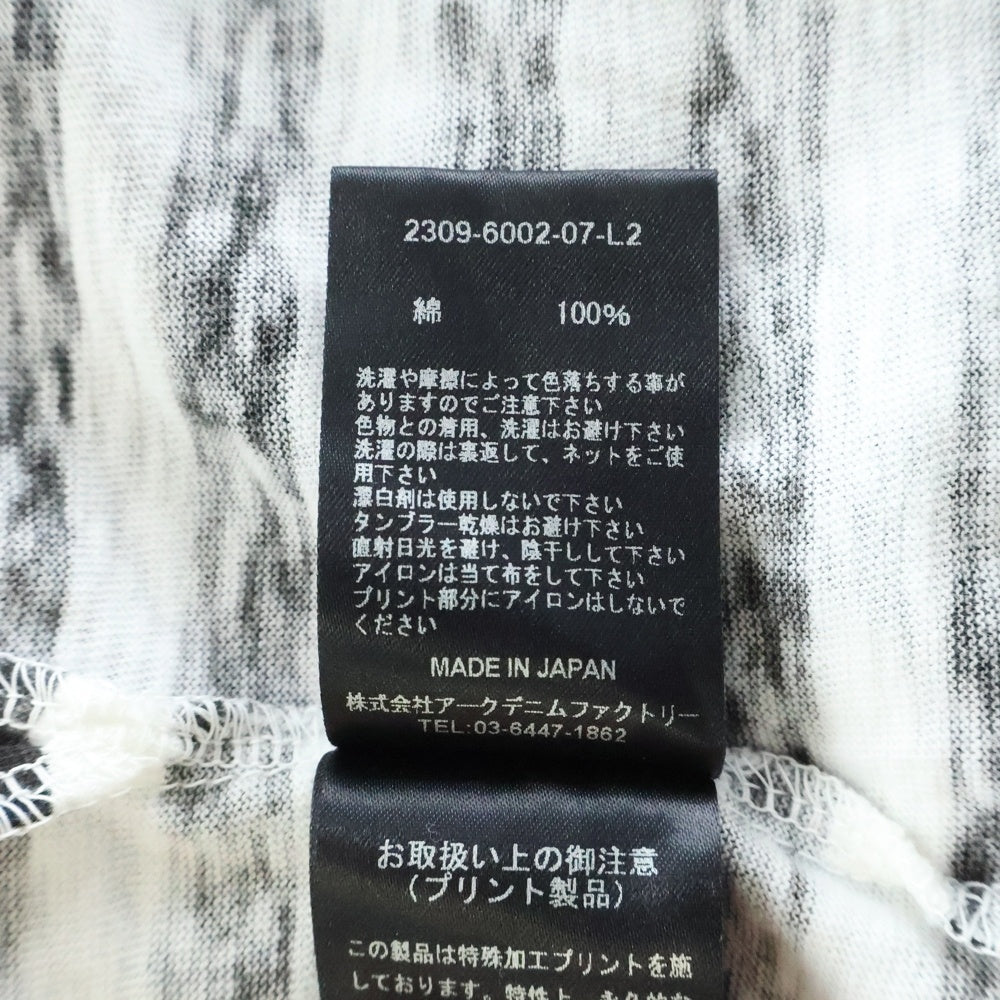 2309-6002-07-L2
綿 100%
洗濯や摩擦によって色落ちする事が
ありますのでご注意下さい
色物との着用、洗濯はお避け下さい
洗濯の際は裏返して、ネットをご使
用下さい
漂白剤は使用しないで下さい
タンブラー乾燥はお避け下さい
直射日光を避け、陰干しして下さい
アイロンは当て布をして下さい
プリント部分にアイロンはしないで
ください
MADE IN JAPAN
株式会社アークデニムファクトリー
TEL:03-6447-1862
お取扱い上の御注意
(プリント製品)
この製品は特殊加工プリントを施
しております。特性上、永久的な